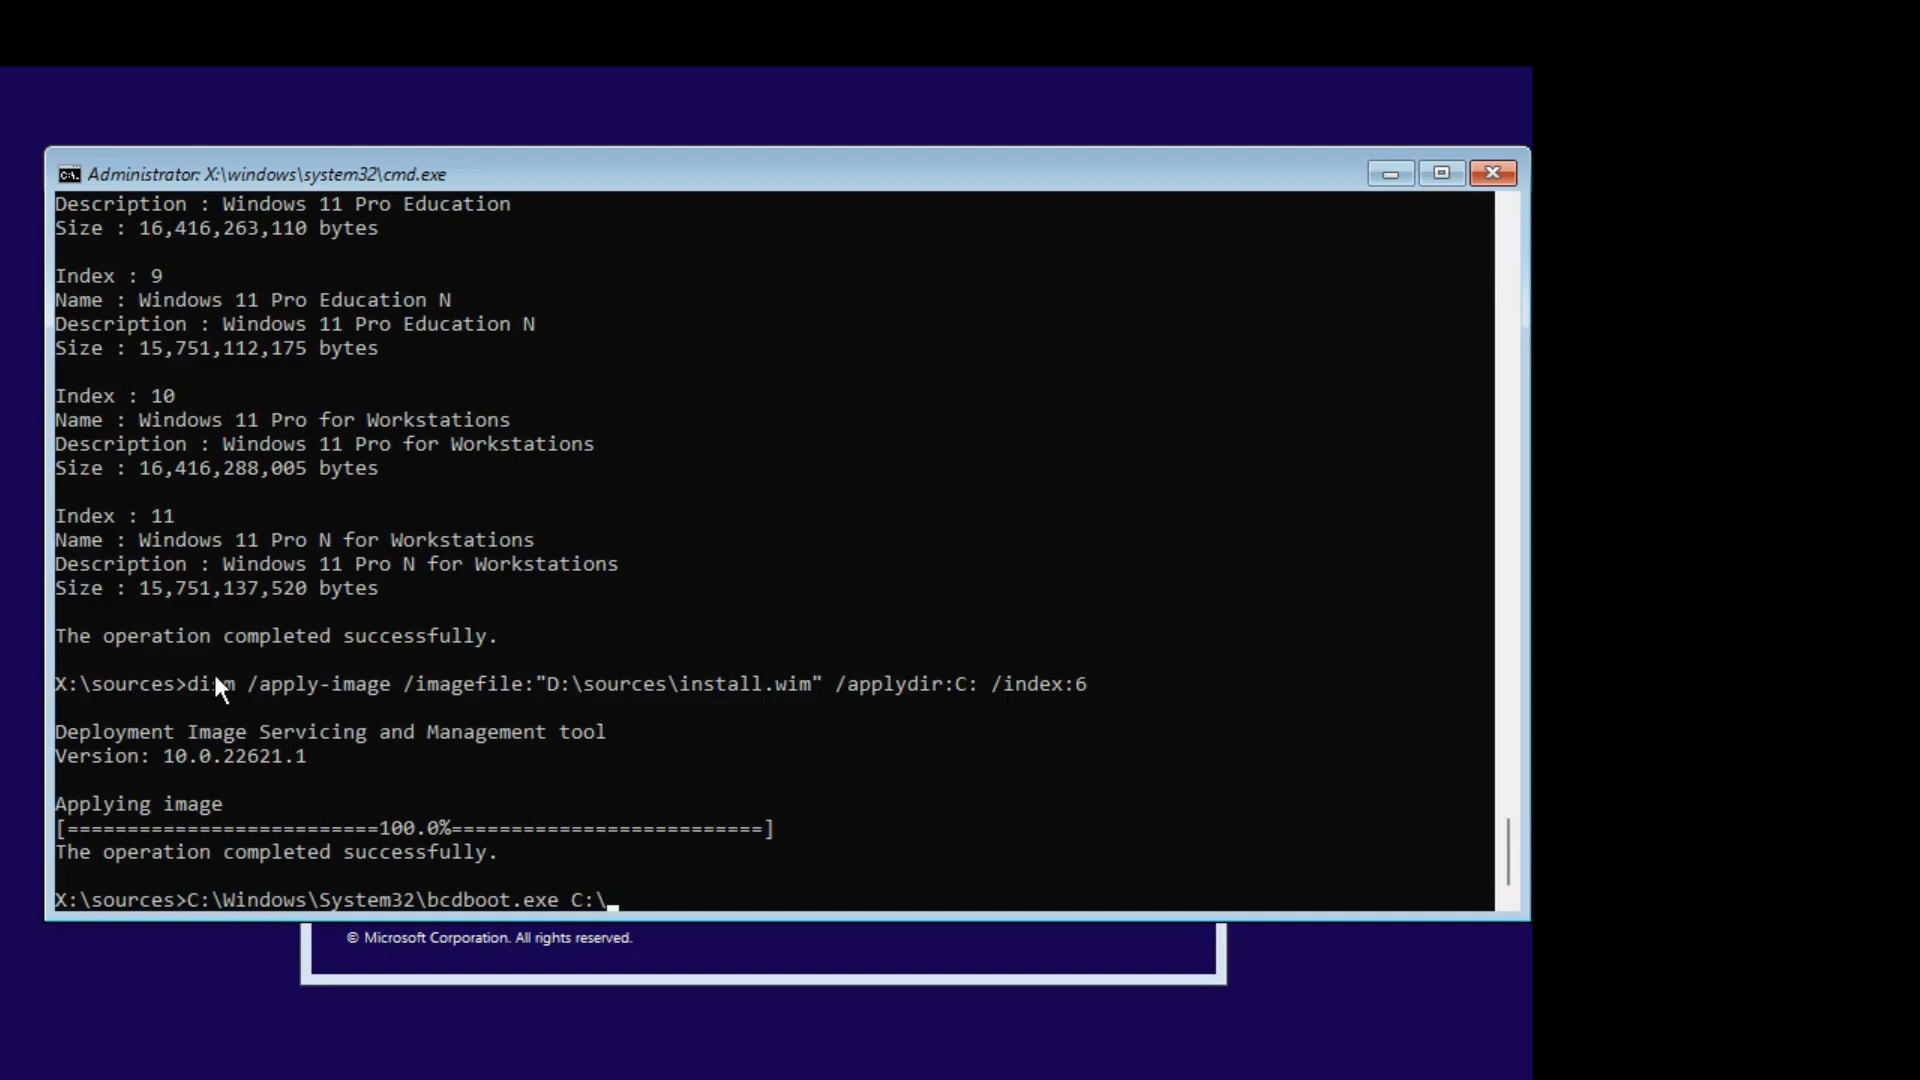 Administrator: X:\windows\system32\cmd.exe
Description : Windows 11 Pro Education
Size : 16,416,263,110 bytes
Index : 9
Name : Windows 11 Pro Education N
Description : Windows 11 Pro Education N
Size : 15,751,112,175 bytes
Index : 10
Name : Windows 11 Pro for Workstations
Description : Windows 11 Pro for Workstations
Size : 16,416,288,005 bytes
Index : 11
Name : Windows 11 Pro N for Workstations
Description : Windows 11 Pro N for Workstations
Size : 15,751,137,520 bytes
The operation completed successfully.
X:\sources>dism /apply-image /imagefile:"D:\sources\install.wim" /applydir:C: /index:6
Deployment Image Servicing and Management tool
Version: 10.0.22621.1
Applying image
[==========================100.0%==========================]
The operation completed successfully.
X:\sources>C:\Windows\System32\bcdboot.exe C:\
© Microsoft Corporation. All rights reserved.